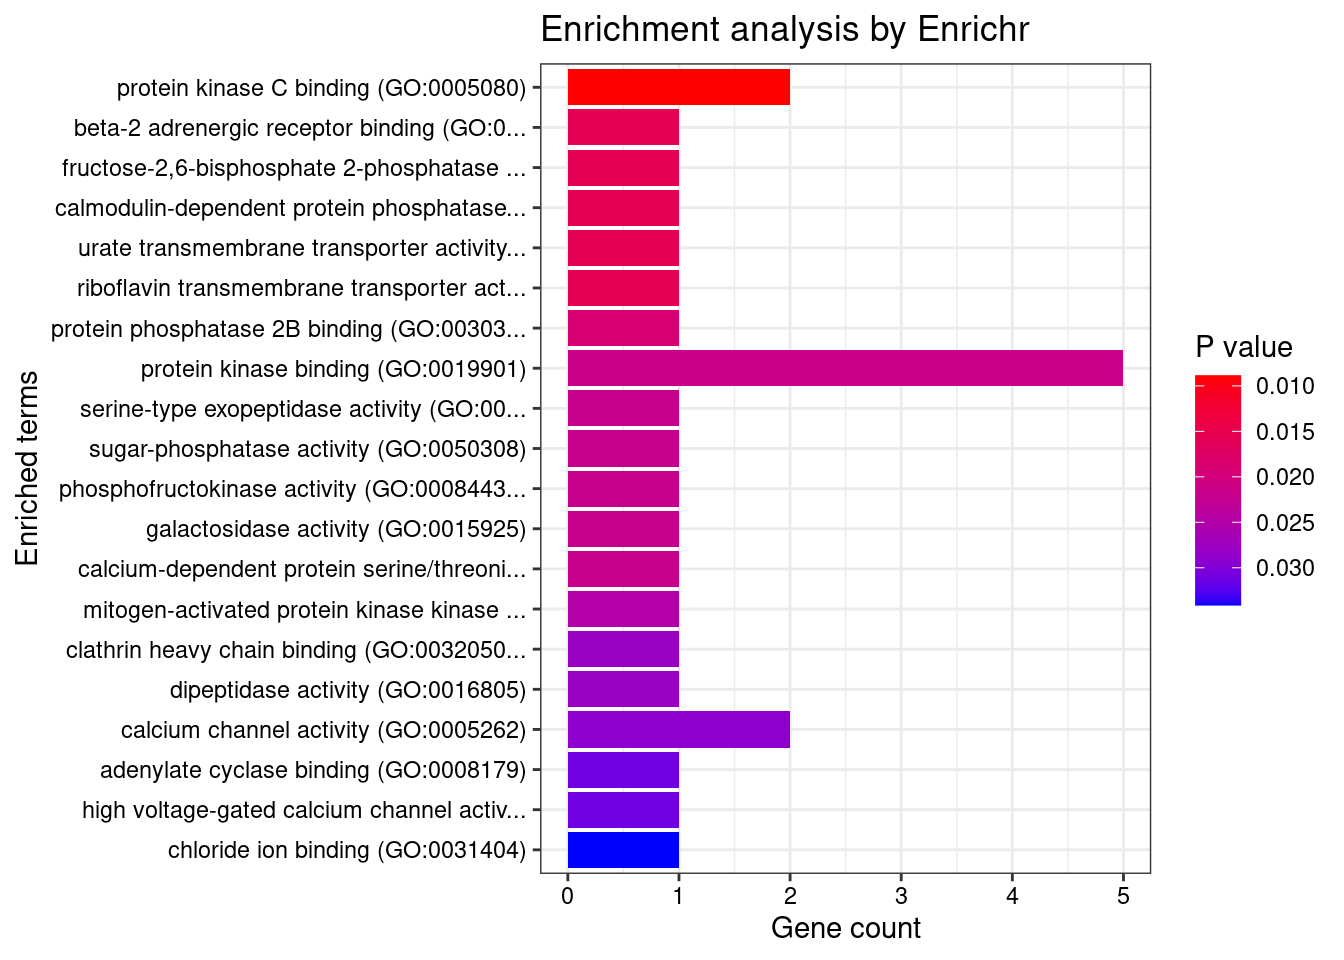 Enrichment analysis by Enrichr
Enriched terms
protein kinase C binding (GO:0005080)
beta-2 adrenergic receptor binding (GO:0...
fructose-2,6-bisphosphate 2-phosphatase ...
calmodulin-dependent protein phosphatase...
urate transmembrane transporter activity...
riboflavin transmembrane transporter act...
protein phosphatase 2B binding (GO:00303...
protein kinase binding (GO:0019901)
serine-type exopeptidase activity (GO:00...
sugar-phosphatase activity (GO:0050308)
phosphofructokinase activity (GO:0008443...
galactosidase activity (GO:0015925)
calcium-dependent protein serine/threoni...
mitogen-activated protein kinase kinase ...
clathrin heavy chain binding (GO:0032050...
dipeptidase activity (GO:0016805)
calcium channel activity (GO:0005262)
adenylate cyclase binding (GO:0008179)
high voltage-gated calcium channel activ...
chloride ion binding (GO:0031404)
0 1 2 3 4 5
Gene count
P value
0.010
0.015
0.020
0.025
0.030